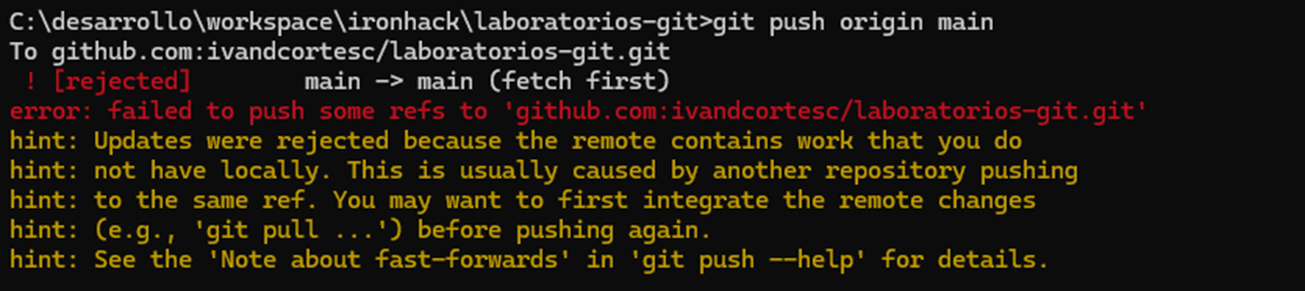 C:\desarrollo\workspace\ironhack\laboratorios-git>git push origin main
To github.com:ivandcortesc/laboratorios-git.git
 ! [rejected]        main -> main (fetch first)
error: failed to push some refs to 'github.com:ivandcortesc/laboratorios-git.git'
hint: Updates were rejected because the remote contains work that you do
hint: not have locally. This is usually caused by another repository pushing
hint: to the same ref. You may want to first integrate the remote changes
hint: (e.g., 'git pull ...') before pushing again.
hint: See the 'Note about fast-forwards' in 'git push --help' for details.